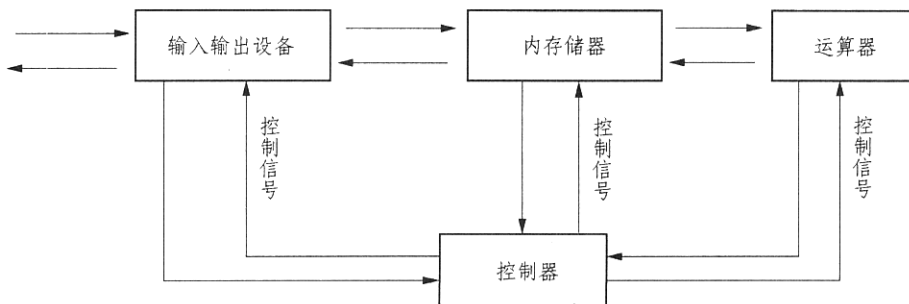 输入输出设备
内存储器
运算器
控制信号
控制信号
控制信号
控制器